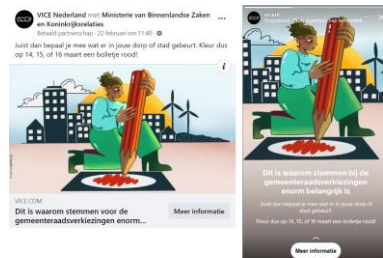 VICE Nederland met Ministerie van Binnenlandse Zaken
en Koninkrijksrelaties
Betaald partnerschap · 22 februari om 11:40 ·
Juist dan bepaal je mee wat er in jouw dorp of stad gebeurt. Kleur dus
op 14, 15, of 16 maart een bolletje rood!
VICE.COM
Dit is waarom stemmen voor de
gemeenteraadsverkiezingen enorm...
Meer informatie
Dit is waarom stemmen bij de
gemeenteraadsverkiezingen
enorm belangrijk is
Juist dan bepaal je mee wat er in jouw dorp of
stad gebeurt.
Kleur dus op 14, 15, of 16 maart een bolletje rood!
Meer informatie